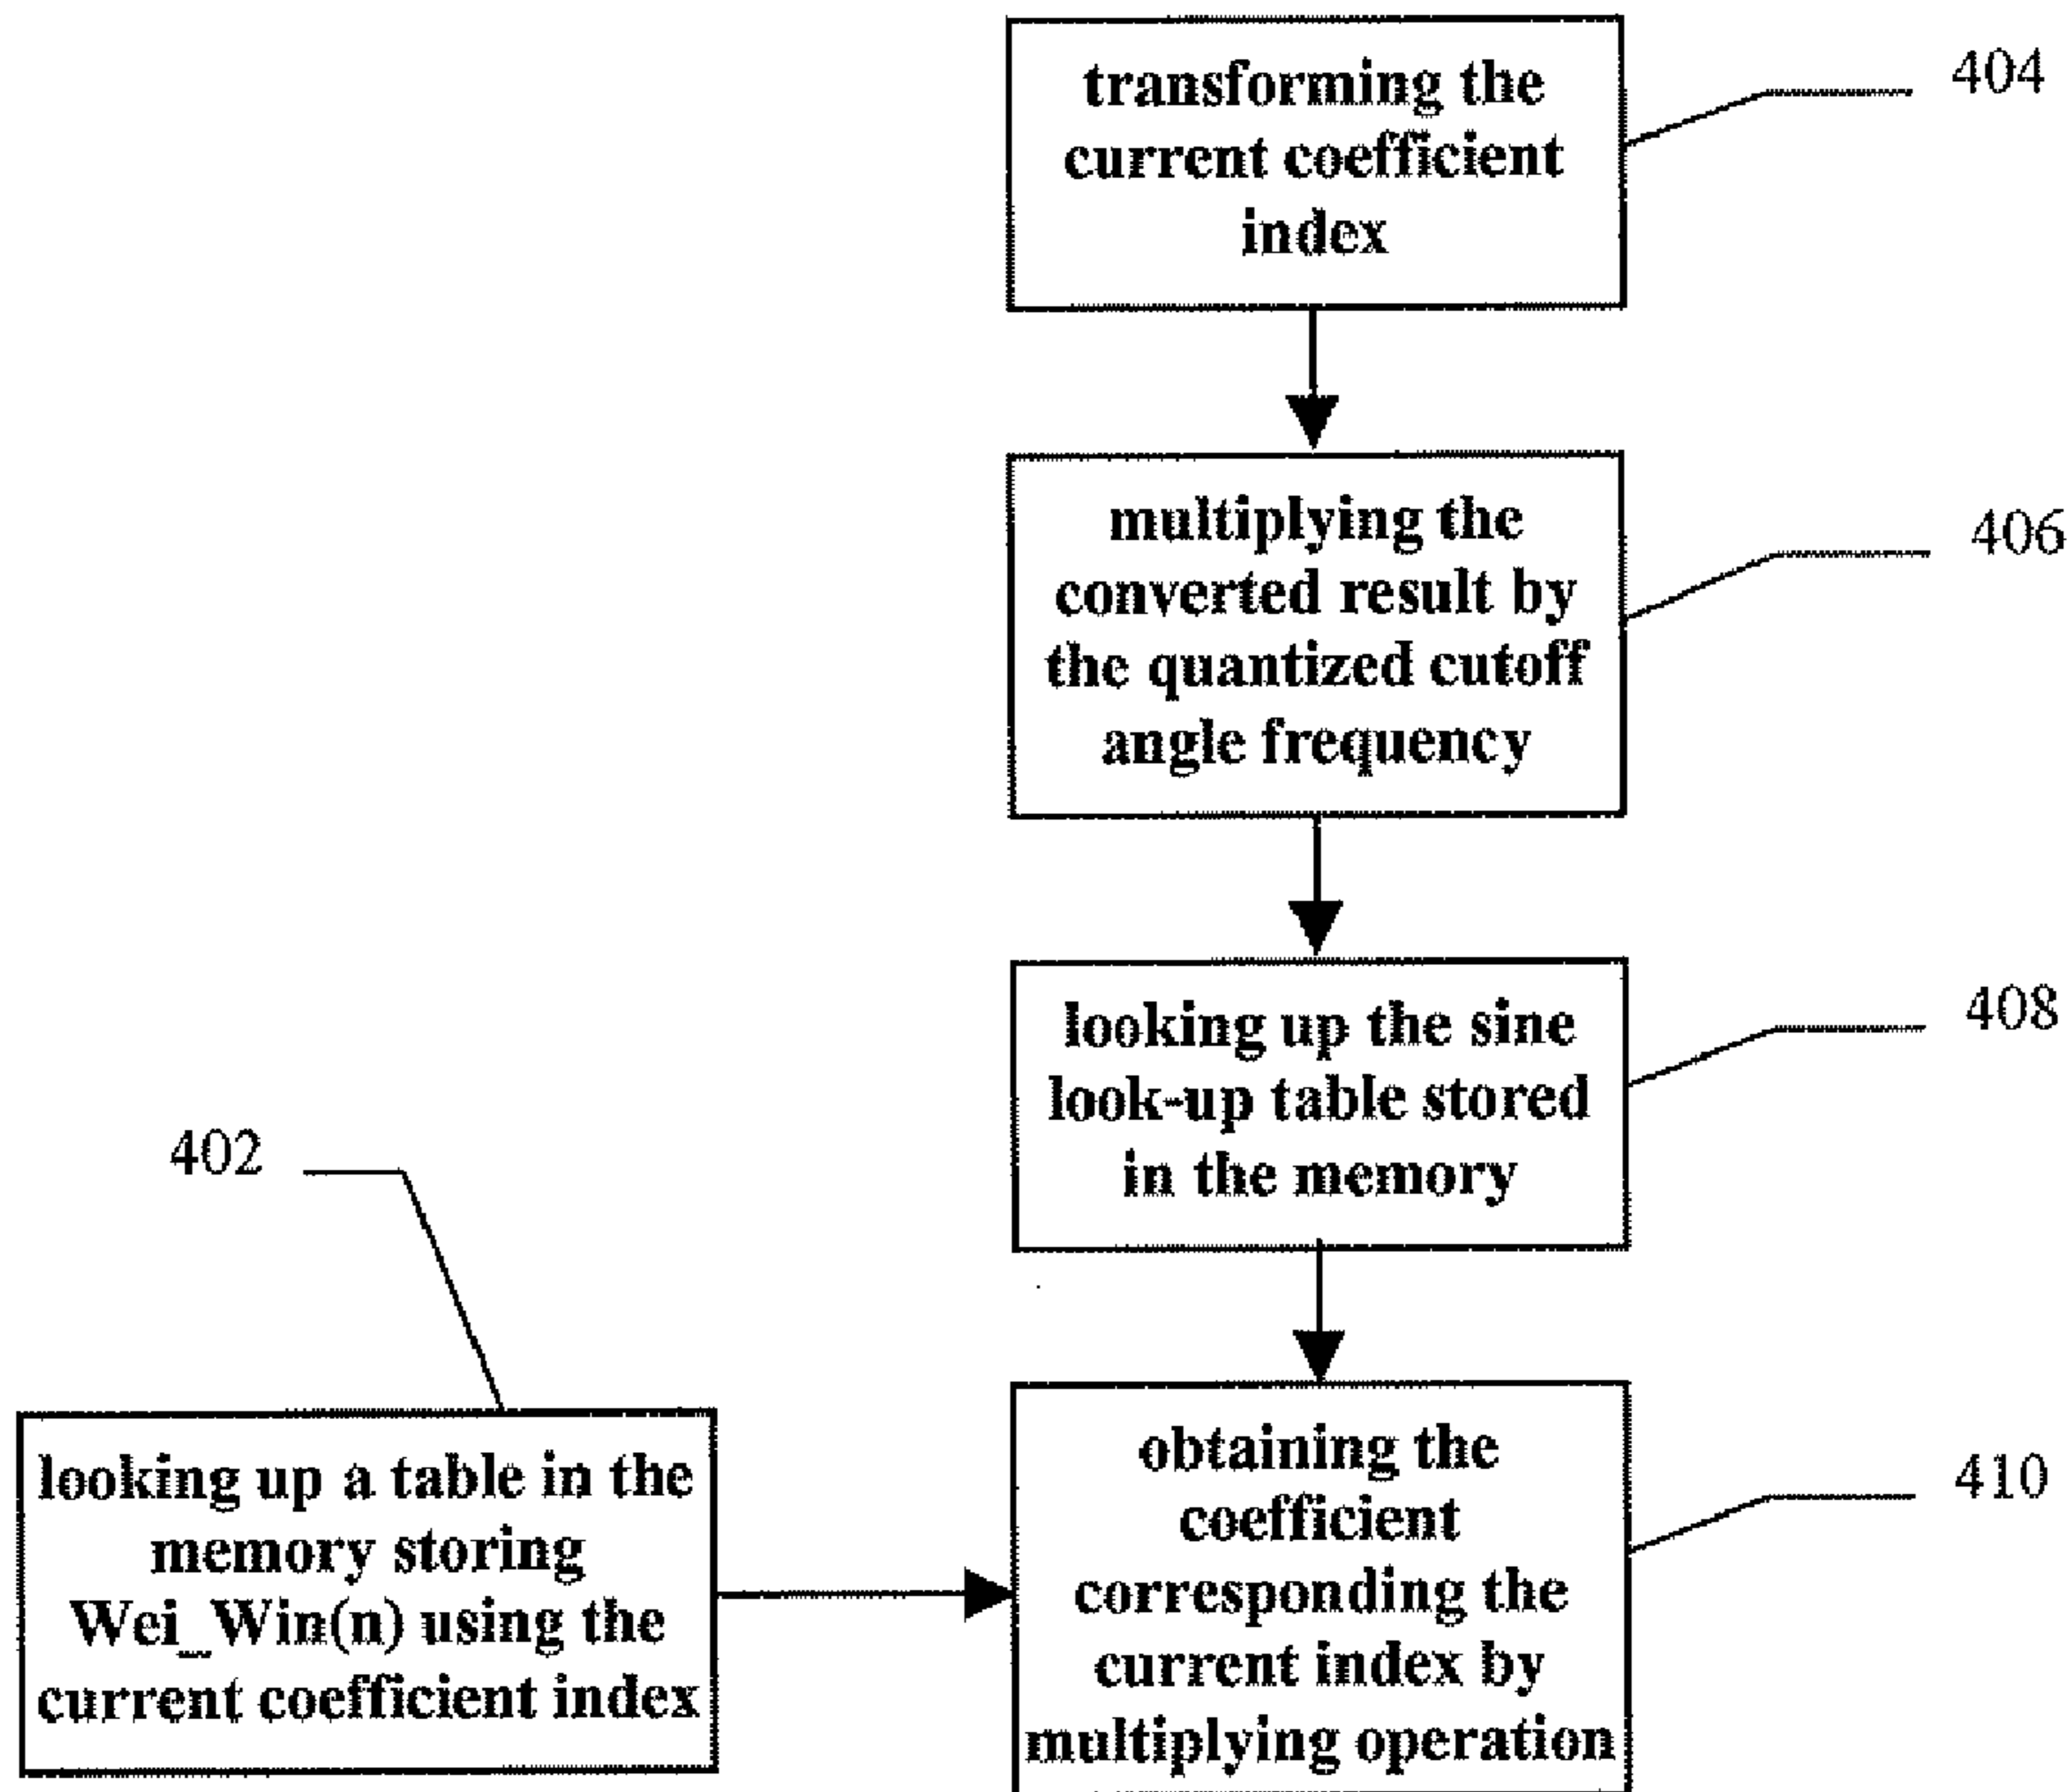 transforming the
current coefficient
index
404
multiplying the
converted result by
the quantized cutoff
angle frequency
406
looking up the sine
look-up table stored
in the memory
408
402
looking up a table in the
memory storing
Wei_Win(n) using the
current coefficient index
obtaining the
coefficient
corresponding the
current index by
multiplying operation
410